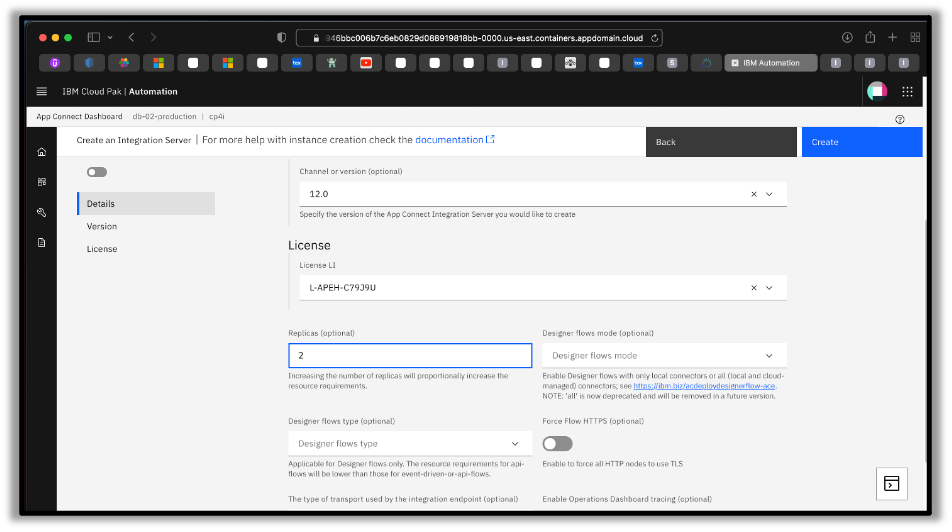 946bbc006b7c6eb0829d088919818bb-0000.us-east.containers.appdomain.cloud
box
I
box
S
IBM Automation
I
I
I
IBM Cloud Pak | Automation
App Connect Dashboard db-02-production | cp4i
Create an Integration Server | For more help with instance creation check the documentation
Back
Create
Details
Version
License
Channel or version (optional)
12.0
Specify the version of the App Connect Integration Server you would like to create
License
License LI
L-APEH-C79J9U
Replicas (optional)
2
Increasing the number of replicas will proportionally increase the
resource requirements.
Designer flows mode (optional)
Designer flows mode
Enable Designer flows with only local connectors or all (local and cloud-
managed) connectors; see https://ibm.biz/acdeploydesignerflow-ace.
NOTE: 'all' is now deprecated and will be removed in a future version.
Designer flows type (optional)
Designer flows type
Applicable for Designer flows only. The resource requirements for api-
flows will be lower than those for event-driven-or-api-flows.
Force Flow HTTPS (optional)
Enable to force all HTTP nodes to use TLS
The type of transport used by the integration endpoint (optional)
Enable Operations Dashboard tracing (optional)